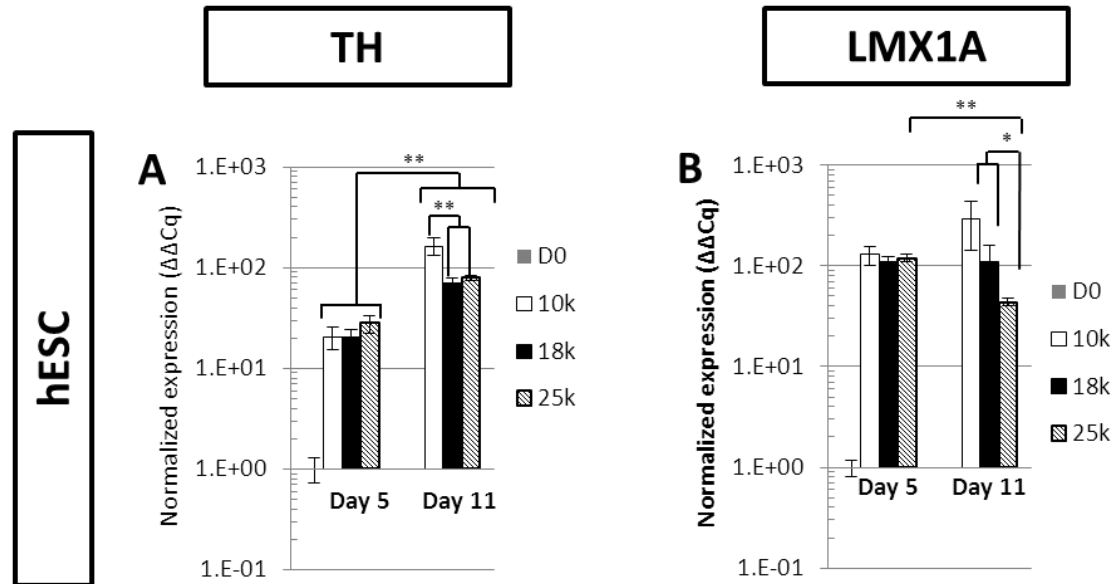 TH
LMX1A
hESC
A
Normalized expression (ΔΔCq)
1.E+03
1.E+02
1.E+01
1.E+00
1.E-01
**
**
Day 5
Day 11
D0
10k
18k
25k
B
Normalized expression (ΔΔCq)
1.E+03
1.E+02
1.E+01
1.E+00
1.E-01
**
*
Day 5
Day 11
D0
10k
18k
25k